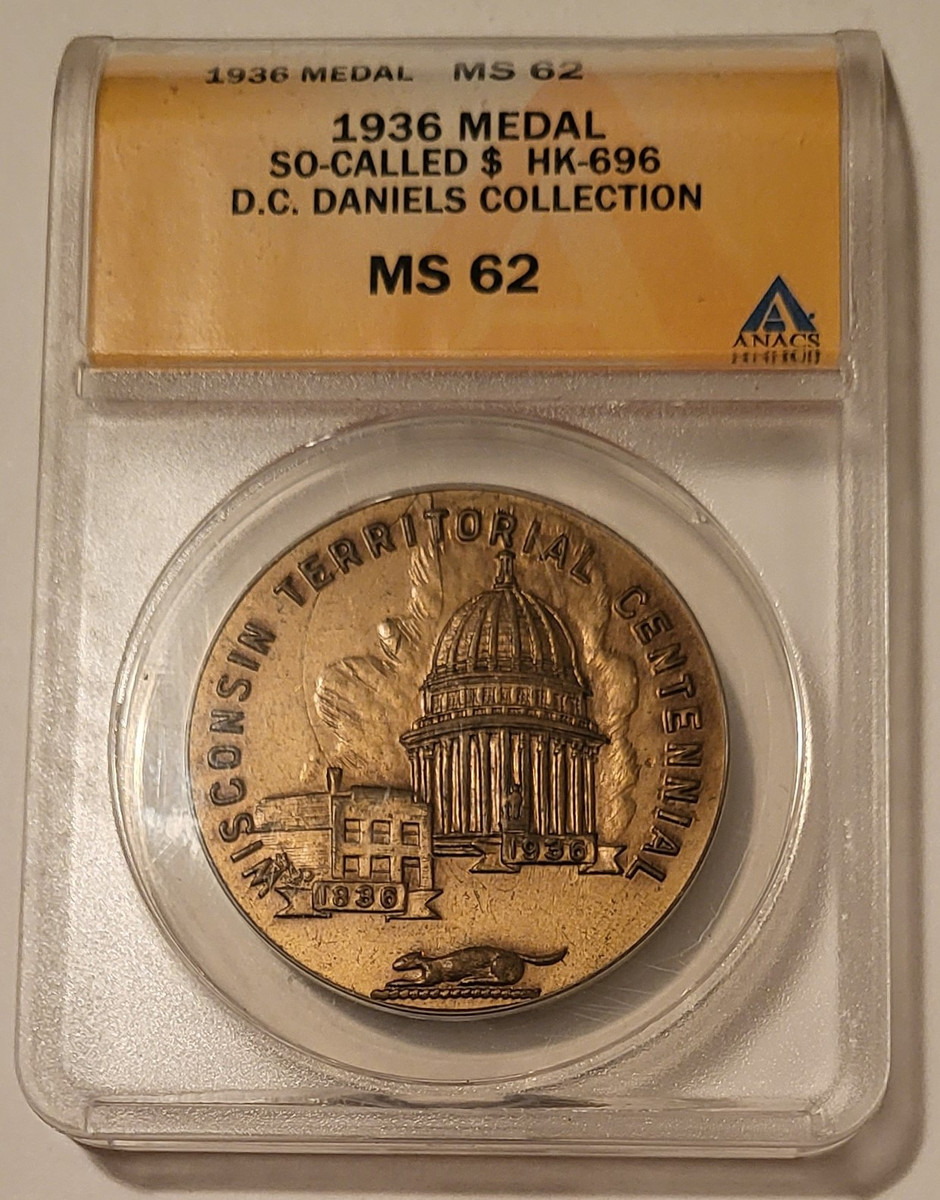 1936 MEDAL MS 62
1936 MEDAL
SO-CALLED $ HK-696
D.C. DANIELS COLLECTION
MS 62
ANACS
WISCONSIN TERRITORIAL CENTENNIAL
1936
1836